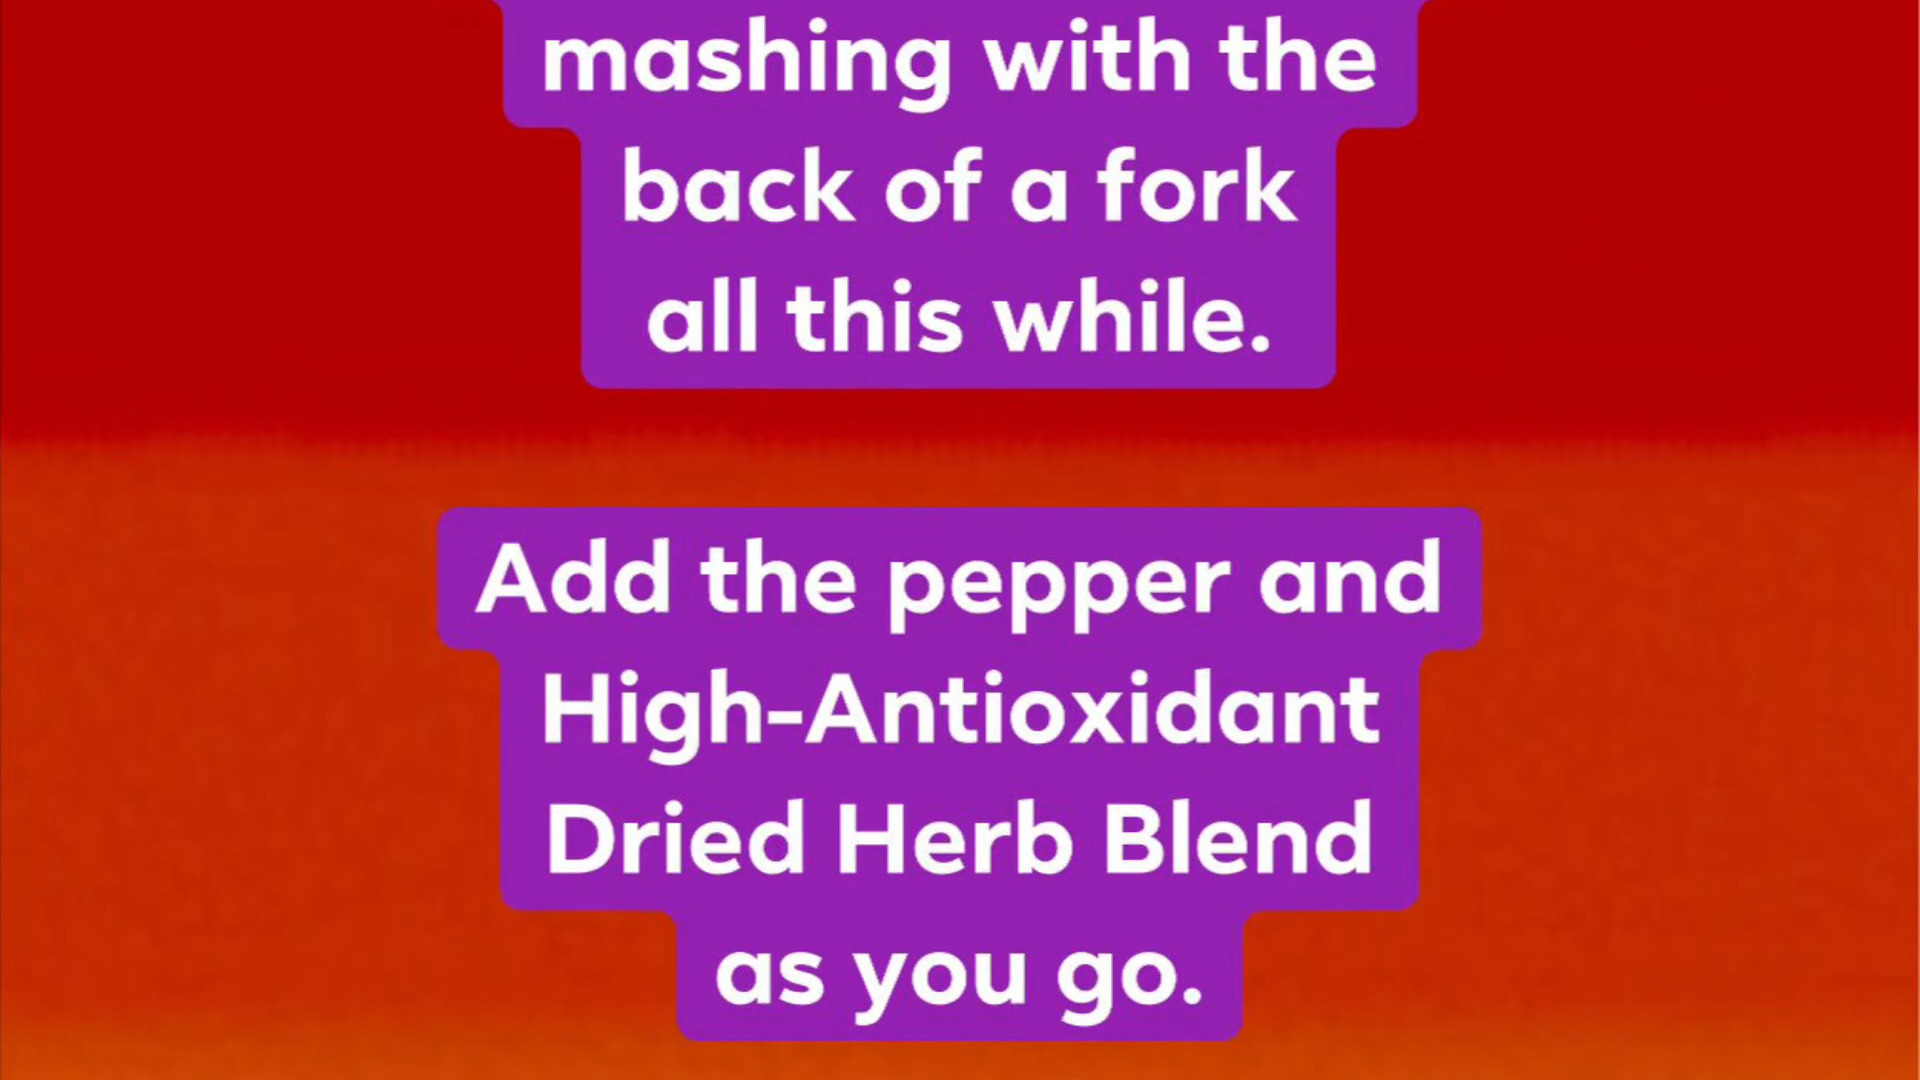 mashing with the
back of a fork
all this while.
Add the pepper and
High-Antioxidant
Dried Herb Blend
as you go.